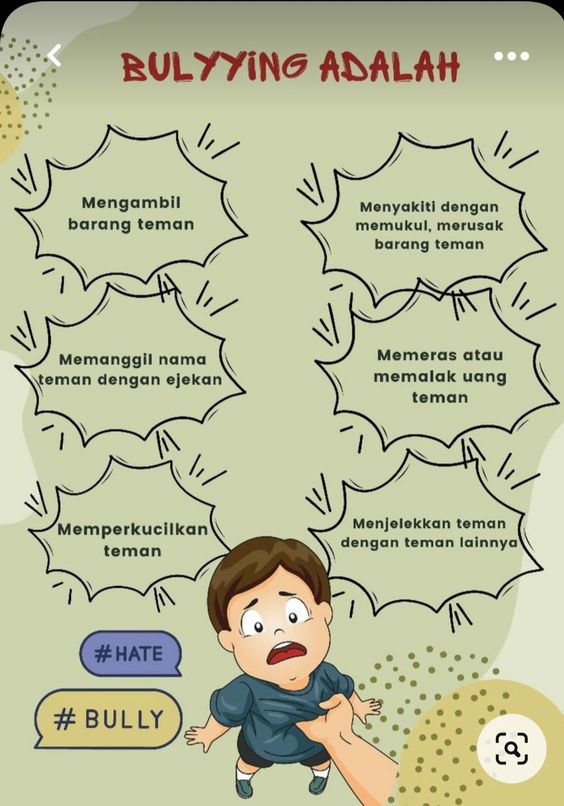 BULYYING ADALAH
Mengambil
barang teman
Menyakiti dengan
memukul, merusak
barang teman
Memanggil nama
teman dengan ejekan
Memeras atau
memalak uang
teman
Memperkucilkan
teman
Menjelekkan teman
dengan teman lainnya
#HATE
# BULLY